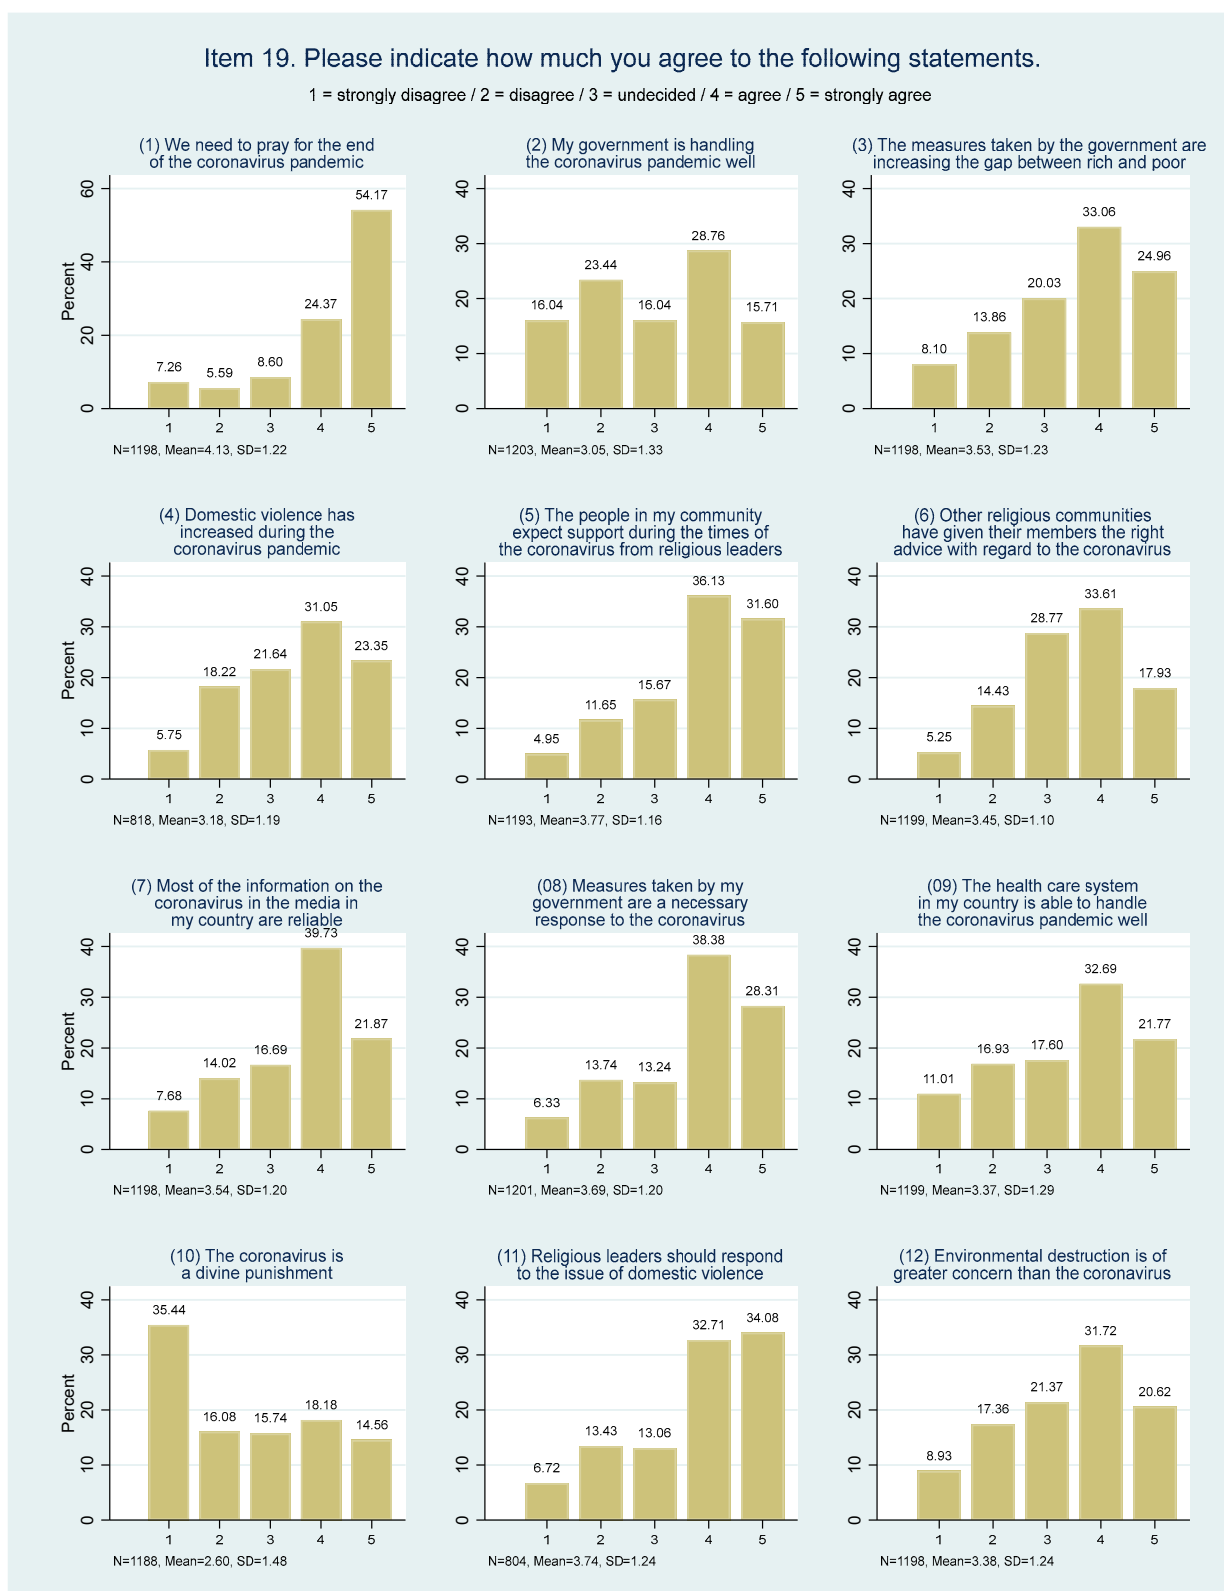 Item 19. Please indicate how much you agree to the following statements.
1 = strongly disagree / 2 = disagree / 3 = undecided / 4 = agree / 5 = strongly agree
(1) We need to pray for the end
of the coronavirus pandemic
Percent
0
20
40
60
7.26
5.59
8.60
24.37
54.17
1 2 3 4 5
N=1198, Mean=4.13, SD=1.22
(2) My government is handling
the coronavirus pandemic well
0
10
20
30
40
16.04
23.44
16.04
28.76
15.71
1 2 3 4 5
N=1203, Mean=3.05, SD=1.33
(3) The measures taken by the government are
increasing the gap between rich and poor
0
10
20
30
40
8.10
13.86
20.03
33.06
24.96
1 2 3 4 5
N=1198, Mean=3.53, SD=1.23
(4) Domestic violence has
increased during the
coronavirus pandemic
Percent
0
10
20
30
40
5.75
18.22
21.64
31.05
23.35
1 2 3 4 5
N=818, Mean=3.18, SD=1.19
(5) The people in my community
expect support during the times of
the coronavirus from religious leaders
0
10
20
30
40
4.95
11.65
15.67
36.13
31.60
1 2 3 4 5
N=1193, Mean=3.77, SD=1.16
(6) Other religious communities
have given their members the right
advice with regard to the coronavirus
0
10
20
30
40
5.25
14.43
28.77
33.61
17.93
1 2 3 4 5
N=1199, Mean=3.45, SD=1.10
(7) Most of the information on the
coronavirus in the media in
my country are reliable
Percent
0
10
20
30
40
7.68
14.02
16.69
39.73
21.87
1 2 3 4 5
N=1198, Mean=3.54, SD=1.20
(08) Measures taken by my
government are a necessary
response to the coronavirus
0
10
20
30
40
6.33
13.74
13.24
38.38
28.31
1 2 3 4 5
N=1201, Mean=3.69, SD=1.20
(09) The health care system
in my country is able to handle
the coronavirus pandemic well
0
10
20
30
40
11.01
16.93
17.60
32.69
21.77
1 2 3 4 5
N=1199, Mean=3.37, SD=1.29
(10) The coronavirus is
a divine punishment
Percent
0
10
20
30
40
35.44
16.08
15.74
18.18
14.56
1 2 3 4 5
N=1188, Mean=2.60, SD=1.48
(11) Religious leaders should respond
to the issue of domestic violence
0
10
20
30
40
6.72
13.43
13.06
32.71
34.08
1 2 3 4 5
N=804, Mean=3.74, SD=1.24
(12) Environmental destruction is of
greater concern than the coronavirus
0
10
20
30
40
8.93
17.36
21.37
31.72
20.62
1 2 3 4 5
N=1198, Mean=3.38, SD=1.24